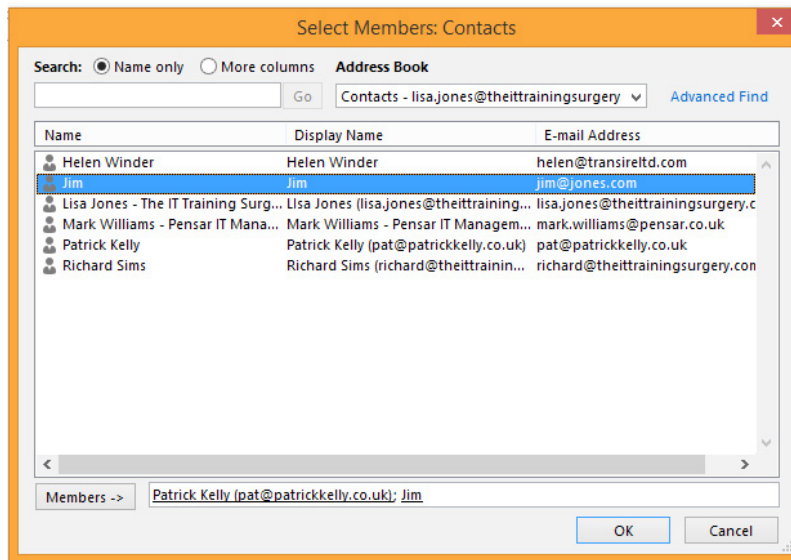 Select Members: Contacts
Search: Name only More columns Address Book
Go Contacts - lisa.jones@theittrainingsurgery Advanced Find
Name Display Name E-mail Address
Helen Winder Helen Winder helen@transireltd.com
Jim Jim jim@jones.com
Lisa Jones - The IT Training Surg... LIsa Jones (lisa.jones@theittraining... lisa.jones@theittrainingsurgery.c
Mark Williams - Pensar IT Mana... Mark Williams - Pensar IT Managem... mark.williams@pensar.co.uk
Patrick Kelly Patrick Kelly (pat@patrickkelly.co.uk) pat@patrickkelly.co.uk
Richard Sims Richard Sims (richard@theittrainin... richard@theittrainingsurgery.com
Members -> Patrick Kelly (pat@patrickkelly.co.uk); Jim
OK Cancel